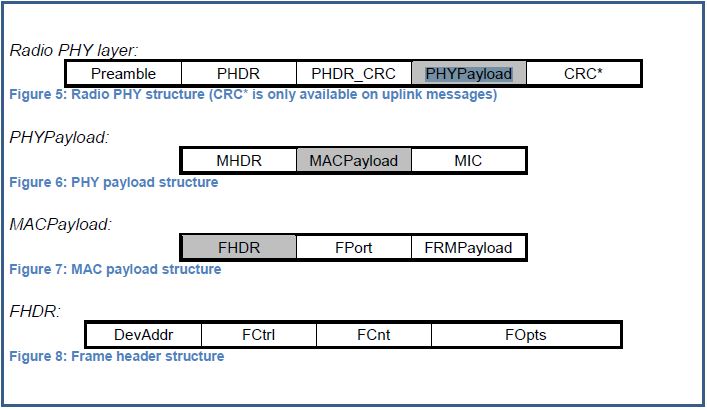 Radio PHY layer:
Preamble PHDR PHDR_CRC PHYPayload CRC*
Figure 5: Radio PHY structure (CRC* is only available on uplink messages)
PHYPayload:
MHDR MACPayload MIC
Figure 6: PHY payload structure
MACPayload:
FHDR FPort FRMPayload
Figure 7: MAC payload structure
FHDR:
DevAddr FCtrl FCnt FOpts
Figure 8: Frame header structure